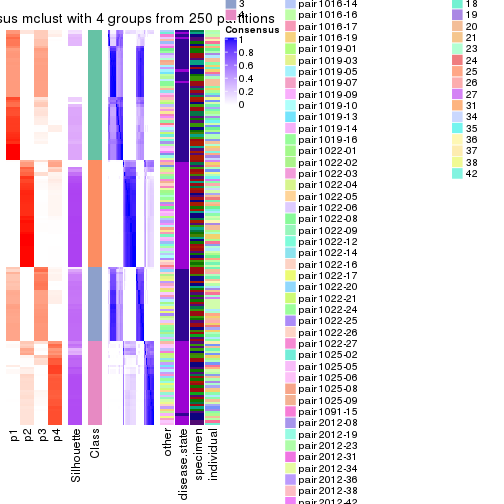 sus mclust with 4 groups from 250 partitions
3
4
Consensus
1
0.8
0.6
0.4
0.2
0
p1
p2
p3
p4
Silhouette
Class
other
disease.state
specimen
individual
pair1016-14
pair1016-16
pair1016-17
pair1016-19
pair1019-01
pair1019-03
pair1019-05
pair1019-07
pair1019-09
pair1019-10
pair1019-13
pair1019-14
pair1019-16
pair1022-01
pair1022-02
pair1022-03
pair1022-04
pair1022-05
pair1022-06
pair1022-08
pair1022-09
pair1022-12
pair1022-14
pair1022-16
pair1022-17
pair1022-20
pair1022-21
pair1022-24
pair1022-25
pair1022-26
pair1022-27
pair1025-02
pair1025-05
pair1025-06
pair1025-08
pair1025-09
pair1091-15
pair2012-08
pair2012-19
pair2012-23
pair2012-31
pair2012-34
pair2012-36
pair2012-38
pair2012-42
18
19
20
21
23
24
25
26
27
31
34
35
36
37
38
42